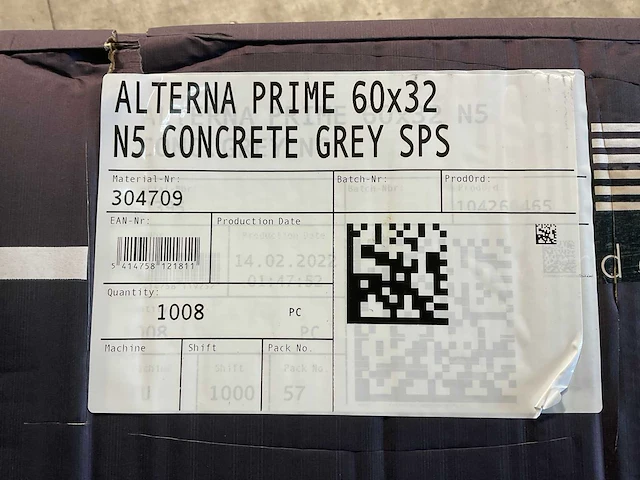 ALTERNA PRIME 60x32
N5 CONCRETE GREY SPS
Material-Nr:
304709
Batch-Nr:
ProdOrd:
EAN-Nr:
5 414758 121811
Production Date
14.02.2022
Quantity:
1008 PC
Machine
Shift
1000
Pack No.
57